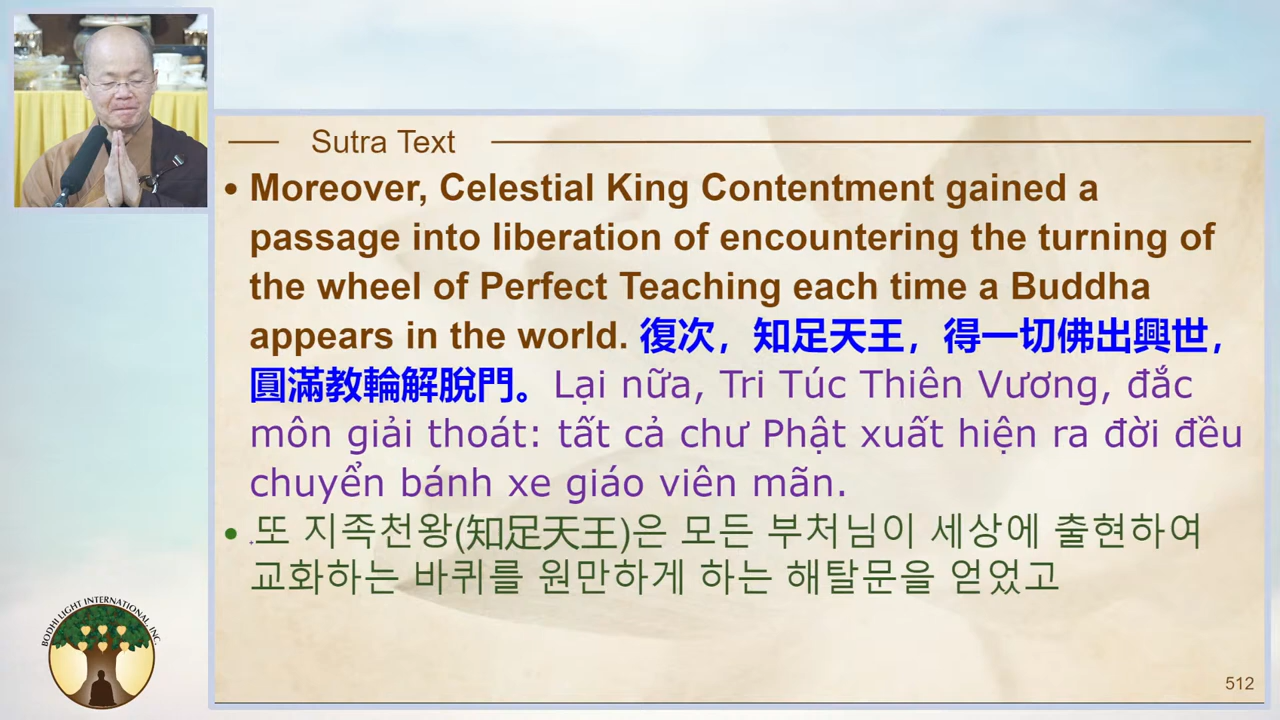 Sutra Text
• Moreover, Celestial King Contentment gained a
passage into liberation of encountering the turning of
the wheel of Perfect Teaching each time a Buddha
appears in the world. 復次，知足天王，得一切佛出興世，
圓滿教輪解脫門。Lại nữa, Tri Túc Thiên Vương, đắc
môn giải thoát: tất cả chư Phật xuất hiện ra đời đều
chuyển bánh xe giáo viên mãn.
• 또 지족천왕(知足天王)은 모든 부처님이 세상에 출현하여
교화하는 바퀴를 원만하게 하는 해탈문을 얻었고
BODHI LIGHT INTERNATIONAL, INC.
512